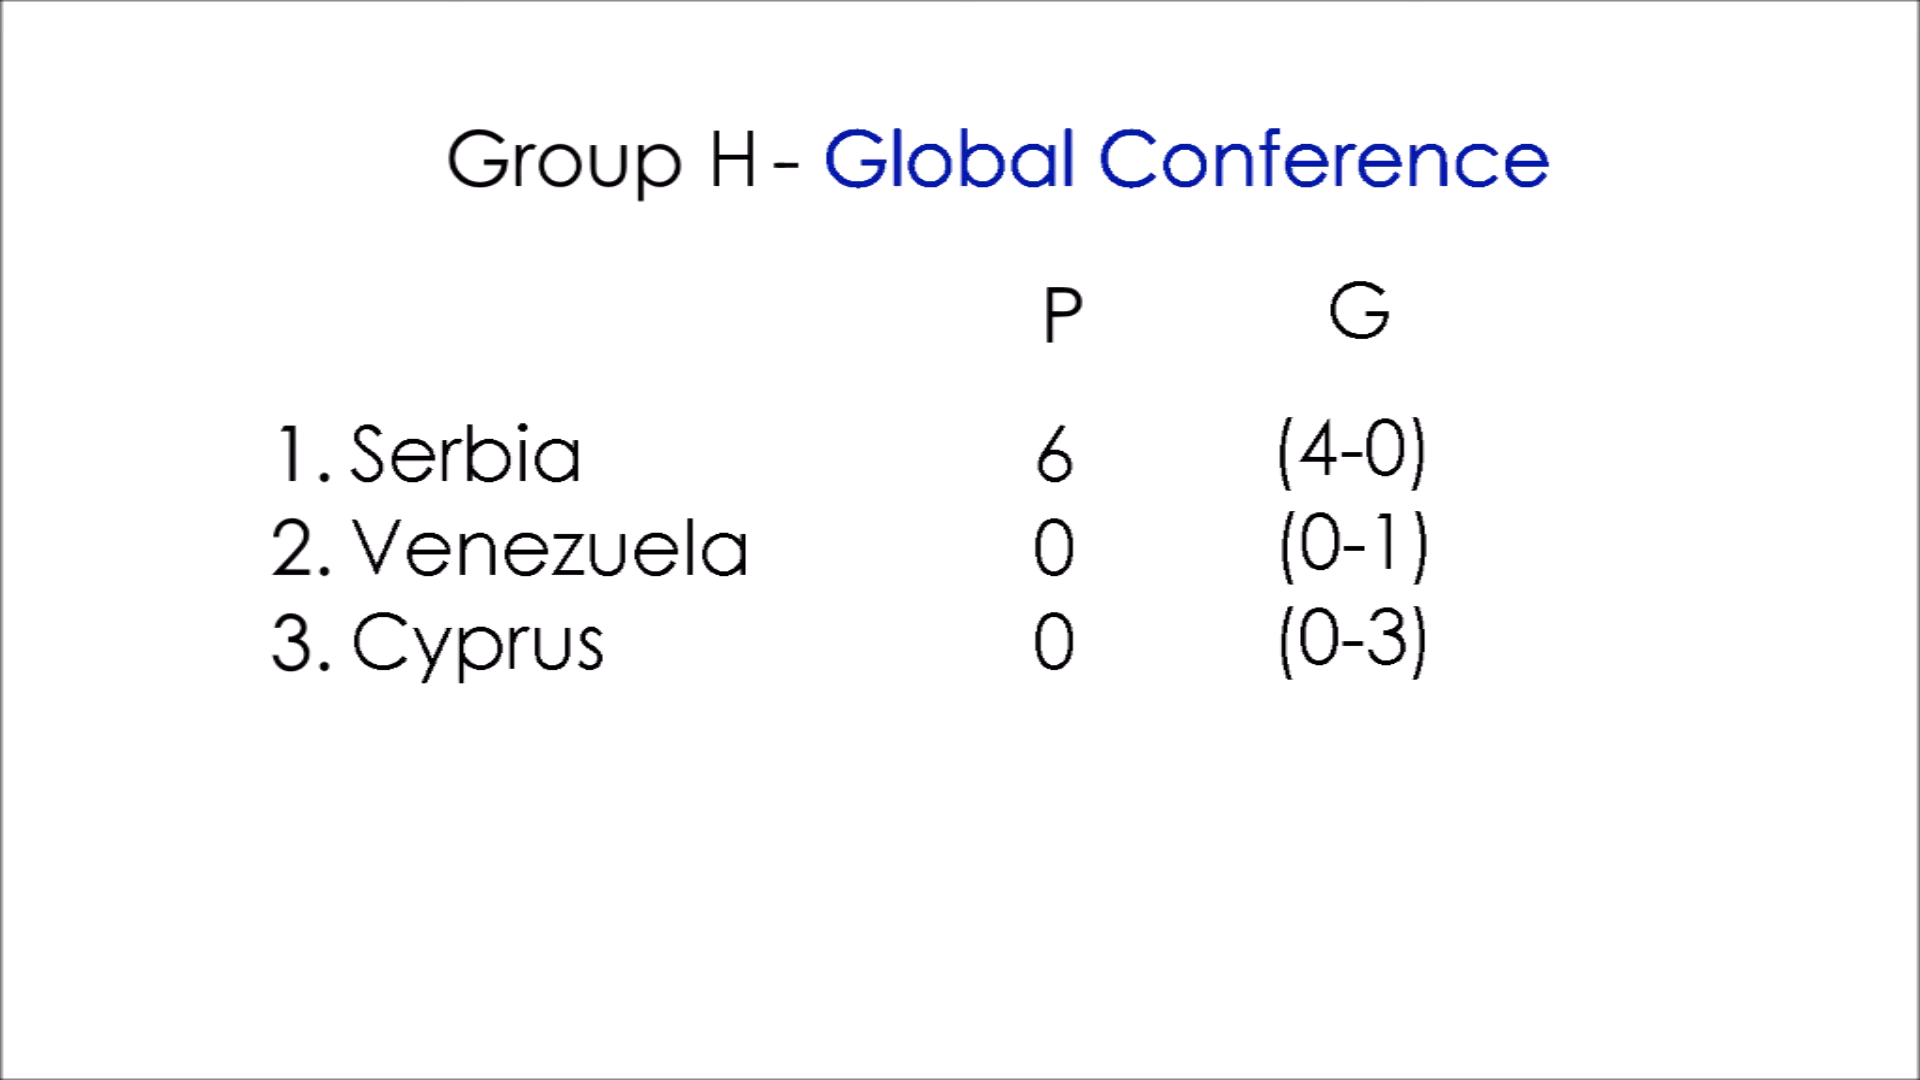 Group H - Global Conference
P G
1. Serbia 6 (4-0)
2. Venezuela 0 (0-1)
3. Cyprus 0 (0-3)